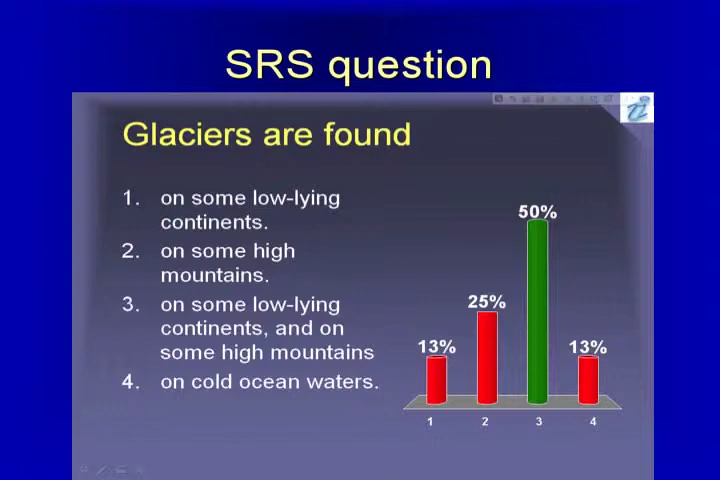 SRS question
Glaciers are found
1. on some low-lying
continents.
2. on some high
mountains.
3. on some low-lying
continents, and on
some high mountains
4. on cold ocean waters.
13%
25%
50%
13%
1 2 3 4